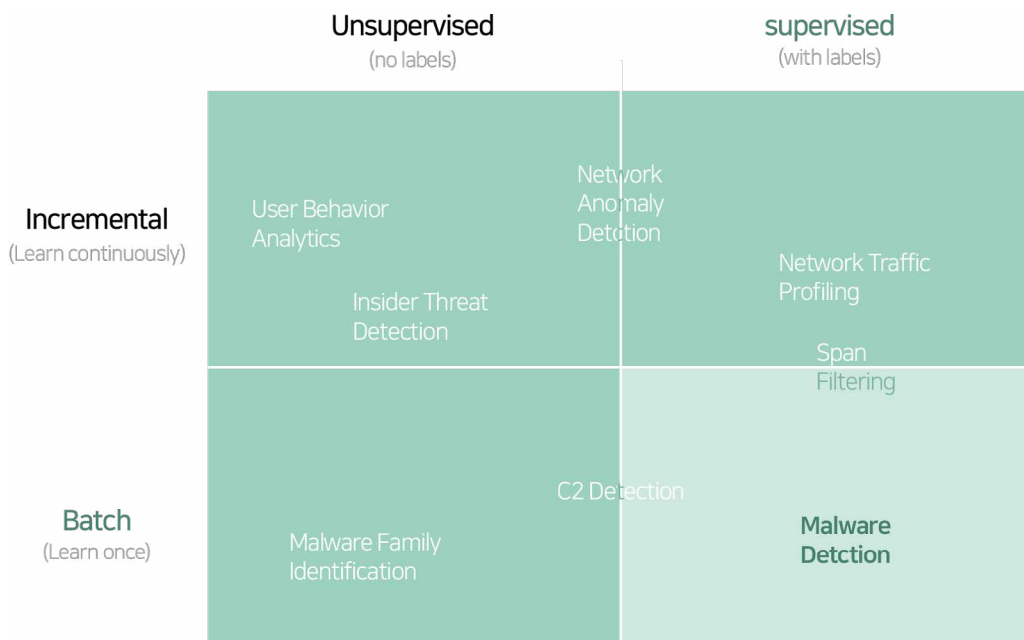 Unsupervised
(no labels)
supervised
(with labels)
Incremental
(Learn continuously)
User Behavior
Analytics
Insider Threat
Detection
Network
Anomaly
Detction
Network Traffic
Profiling
Span
Filtering
Batch
(Learn once)
Malware Family
Identification
C2 Detection
Malware
Detction